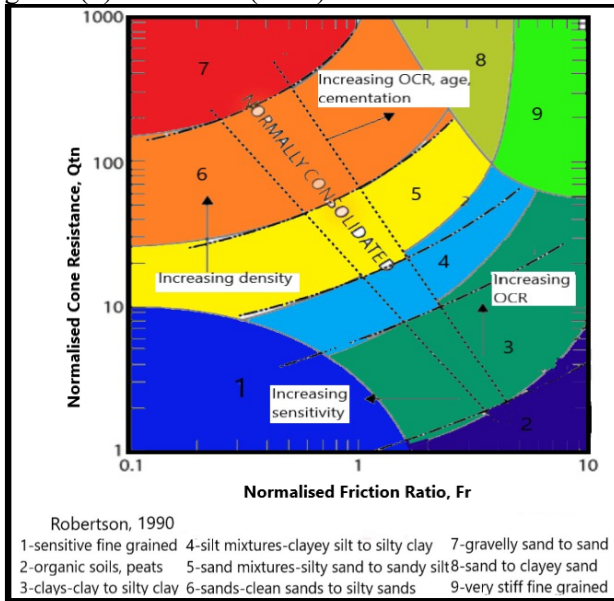 1000
100
10
1
0.1
1
10
Normalised Cone Resistance, Qtn
Normalised Friction Ratio, Fr
7
8
9
6
5
4
3
1
2
Increasing OCR, age,
cementation
NORMALLY CONSOLIDATED
Increasing density
Increasing
OCR
Increasing
sensitivity
Robertson, 1990
1-sensitive fine grained 4-silt mixtures-clayey silt to silty clay 7-gravelly sand to sand
2-organic soils, peats 5-sand mixtures-silty sand to sandy silt 8-sand to clayey sand
3-clays-clay to silty clay 6-sands-clean sands to silty sands 9-very stiff fine grained